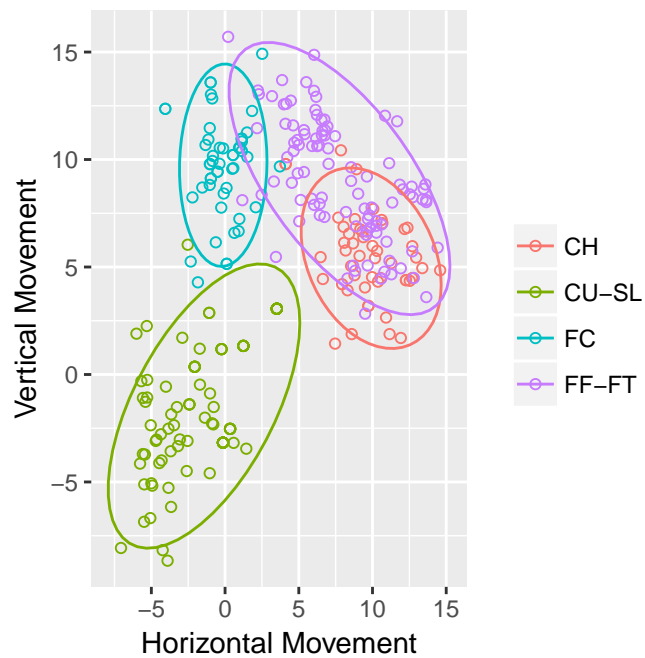 15
10
5
0
−5
Vertical Movement
−5 0 5 10 15
Horizontal Movement
CH
CU−SL
FC
FF−FT